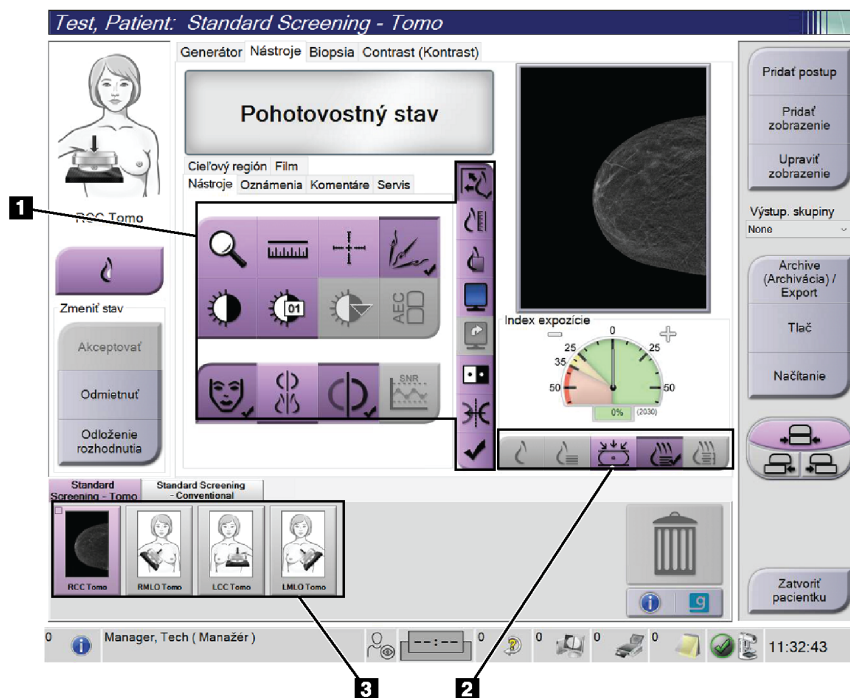 Test, Patient: Standard Screening - Tomo
Generátor Nástroje Biopsia Contrast (Kontrast)
Pohotovostný stav
Cieľový región Film
Nástroje Oznámenia Komentáre Servis
1
RCC Tomo
01
AEC
SNR
Zmeniť stav
Akceptovať
Odmietnuť
Odloženie
rozhodnutia
Index expozície
0
25 25
35
50 50
0% (2030)
Pridať postup
Pridať
zobrazenie
Upraviť
zobrazenie
Výstup. skupiny
None
Archive
(Archivácia) /
Export
Tlač
Načítanie
Zatvoriť
pacientku
Standard
Screening - Tomo
Standard Screening
- Conventional
RCC Tomo RMLO Tomo LCC Tomo LMLO Tomo
0 Manager, Tech ( Manažér ) --:-- 0 0 0 0 11:32:43
3 2